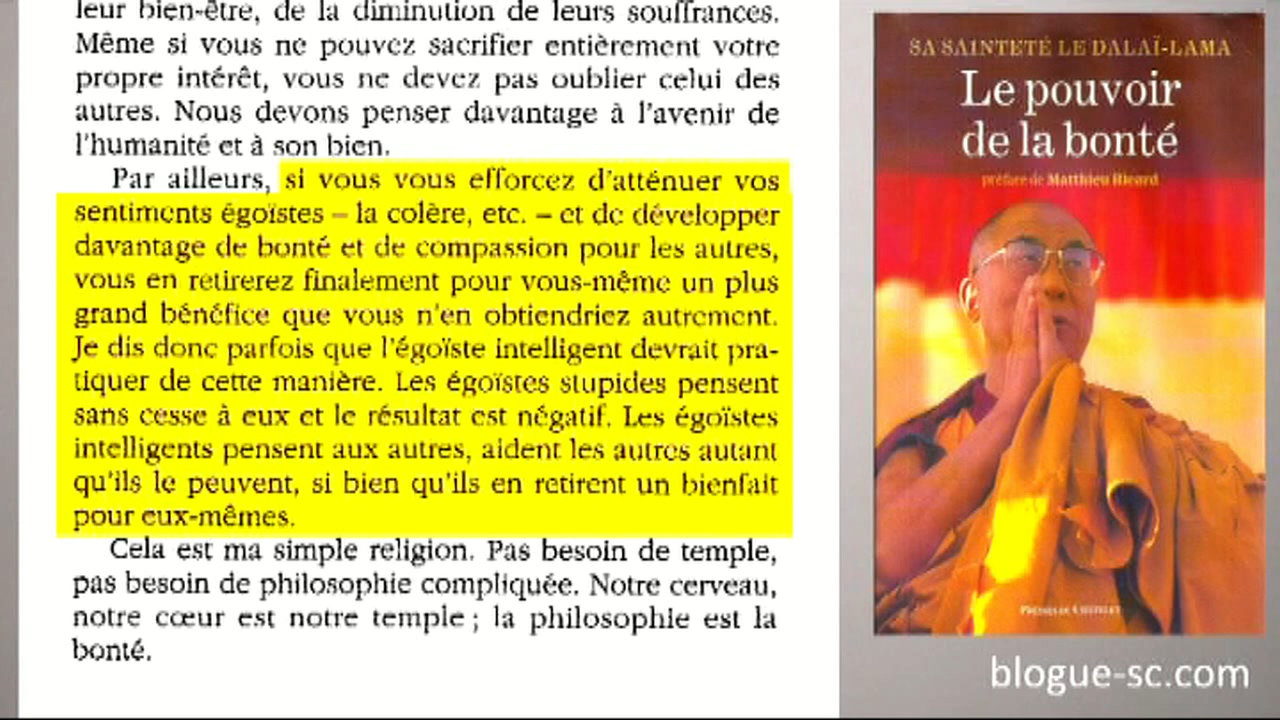 leur bien-être, de la diminution de leurs souffrances.
Même si vous ne pouvez sacrifier entièrement votre
propre intérêt, vous ne devez pas oublier celui des
autres. Nous devons penser davantage à l'avenir de
l'humanité et à son bien.
Par ailleurs, si vous vous efforcez d'atténuer vos
sentiments égoïstes – la colère, etc. – et de développer
davantage de bonté et de compassion pour les autres,
vous en retirerez finalement pour vous-même un plus
grand bénéfice que vous n'en obtiendriez autrement.
Je dis donc parfois que l'égoïste intelligent devrait pra-
tiquer de cette manière. Les égoïstes stupides pensent
sans cesse à eux et le résultat est négatif. Les égoïstes
intelligents pensent aux autres, aident les autres autant
qu'ils le peuvent, si bien qu'ils en retirent un bienfait
pour eux-mêmes.
Cela est ma simple religion. Pas besoin de temple,
pas besoin de philosophie compliquée. Notre cerveau,
notre cœur est notre temple ; la philosophie est la
bonté.
SA SAINTETÉ LE DALAÏ-LAMA
Le pouvoir
de la bonté
préface de Matthieu Ricard
blogue-sc.com